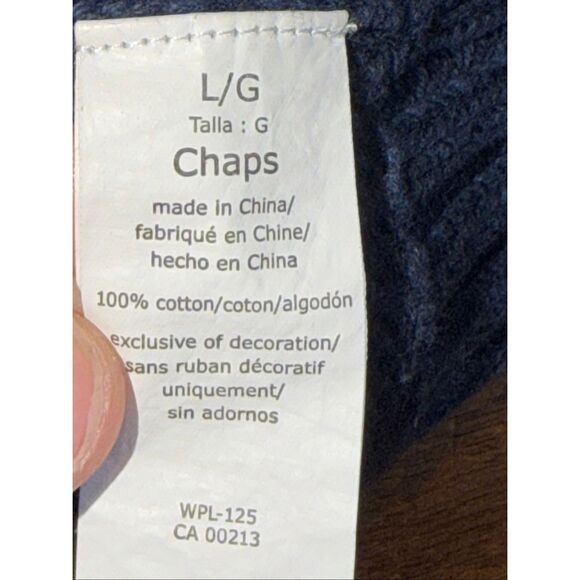 L/G
Talla : G
Chaps
made in China/
fabriqué en Chine/
hecho en China
100% cotton/coton/algodón
exclusive of decoration/
sans ruban décoratif
uniquement/
sin adornos
WPL-125
CA 00213